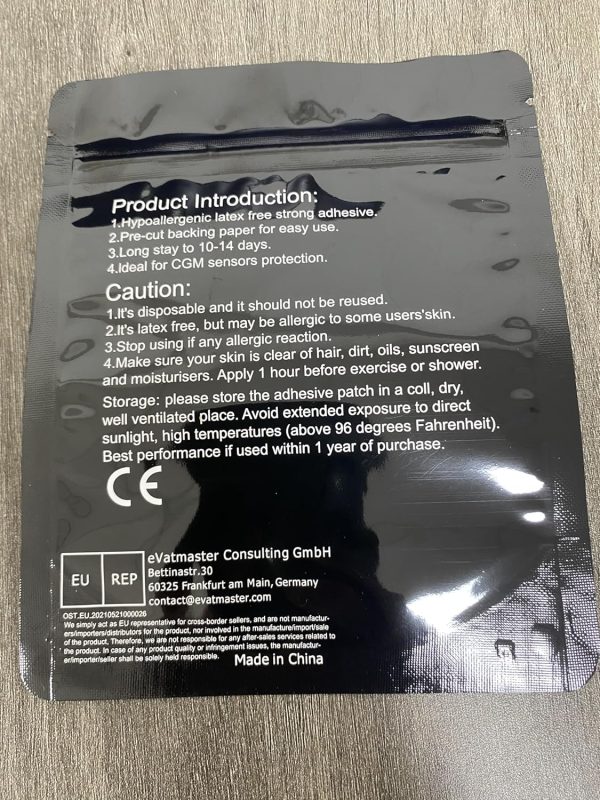 Product Introduction:
1.Hypoallergenic latex free strong adhesive.
2.Pre-cut backing paper for easy use.
3.Long stay to 10-14 days.
4.Ideal for CGM sensors protection.
Caution:
1.It's disposable and it should not be reused.
2.It's latex free, but may be allergic to some users'skin.
3.Stop using if any allergic reaction.
4.Make sure your skin is clear of hair, dirt, oils, sunscreen
and moisturisers. Apply 1 hour before exercise or shower.
Storage: please store the adhesive patch in a coll, dry,
well ventilated place. Avoid extended exposure to direct
sunlight, high temperatures (above 96 degrees Fahrenheit).
Best performance if used within 1 year of purchase.
CE
EU REP
eVatmaster Consulting GmbH
Bettinastr.30
60325 Frankfurt am Main,Germany
contact@evatmaster.com
OST.EU.20210521000026
We simply act as EU representative for cross-border sellers, and are not manufactur-
ers/importers/distributors for the product, nor involved in the manufacture/import/sale
of the product. Therefore, we are not responsible for any after-sales services related to
the product. In case of any product quality or infringement issues, the manufactur-
er/importer/seller shall be solely held responsible.
Made in China